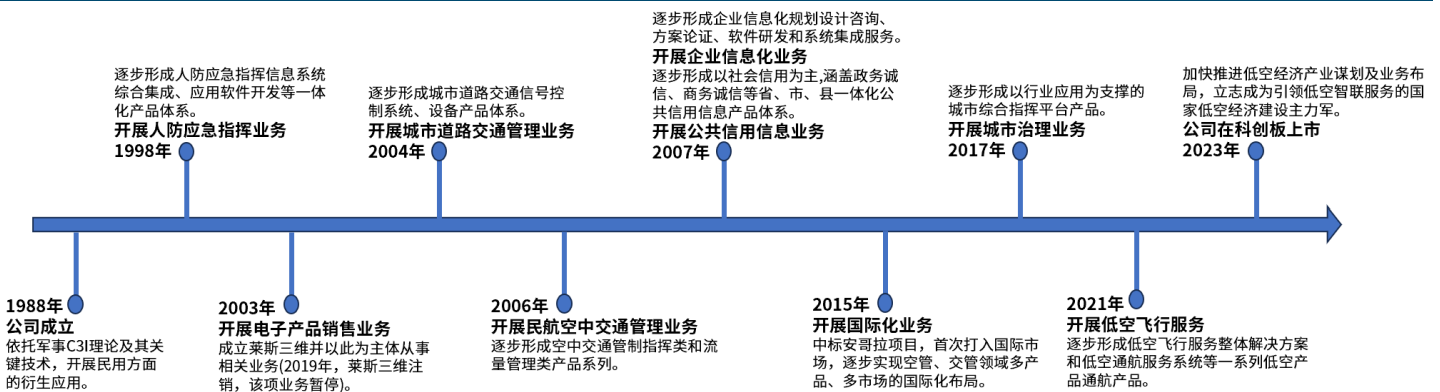 逐步形成人防应急指挥信息系统
综合集成、应用软件开发等一体
化产品体系。
开展人防应急指挥业务
1998年
逐步形成城市道路交通信号控
制系统、设备产品体系。
开展城市道路交通管理业务
2004年
逐步形成企业信息化规划设计咨询、
方案论证、软件研发和系统集成服务。
开展企业信息化业务
逐步形成以社会信用为主,涵盖政务诚
信、商务诚信等省、市、县一体化公
共信用信息产品体系。
开展公共信用信息业务
2007年
逐步形成以行业应用为支撑的
城市综合指挥平台产品。
开展城市治理业务
2017年
加快推进低空经济产业谋划及业务布
局，立志成为引领低空智联服务的国
家低空经济建设主力军。
公司在科创板上市
2023年
1988年
公司成立
依托军事C3I理论及其关
键技术，开展民用方面
的衍生应用。
2003年
开展电子产品销售业务
成立莱斯三维并以此为主体从事
相关业务(2019年，莱斯三维注
销，该项业务暂停)。
2006年
开展民航空中交通管理业务
逐步形成空中交通管制指挥类和流
量管理类产品系列。
2015年
开展国际化业务
中标安哥拉项目，首次打入国际市
场，逐步实现空管、交管领域多产
品、多市场的国际化布局。
2021年
开展低空飞行服务
逐步形成低空飞行服务整体解决方案
和低空通航服务系统等一系列低空产
品通航产品。